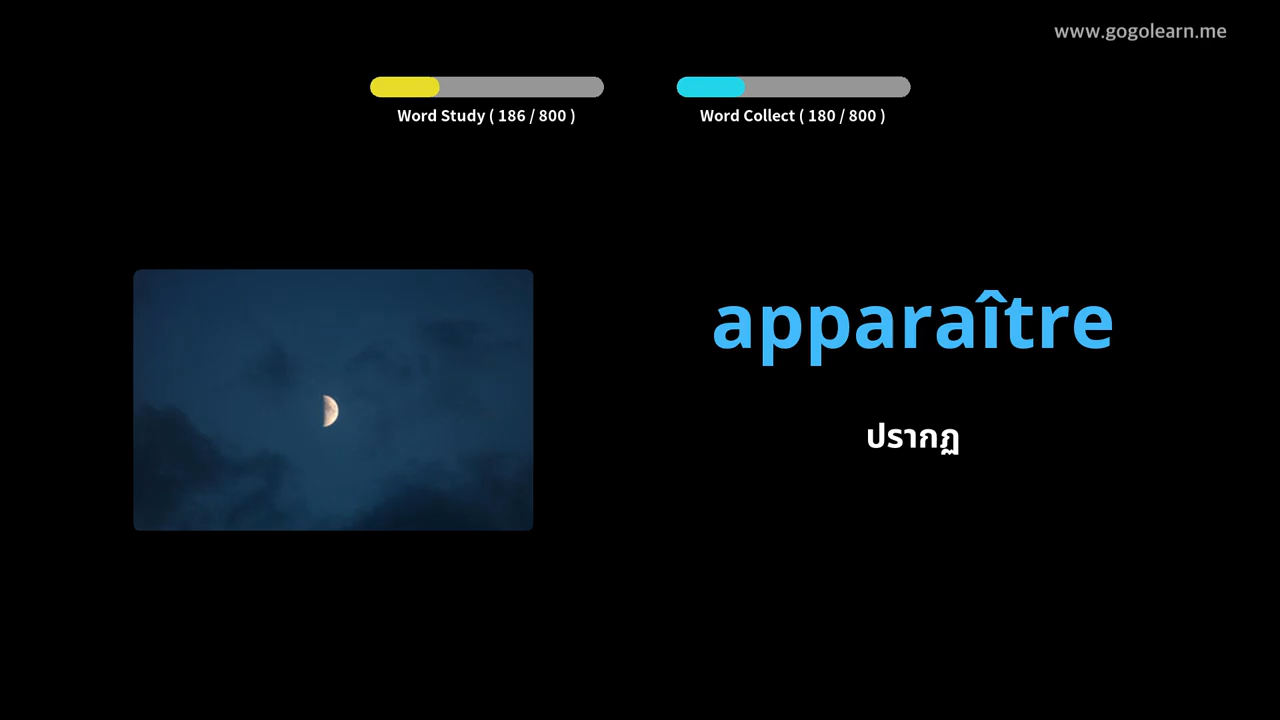 www.gogolearn.me
Word Study ( 186 / 800 )
Word Collect ( 180 / 800 )
apparaître
ปรากฏ